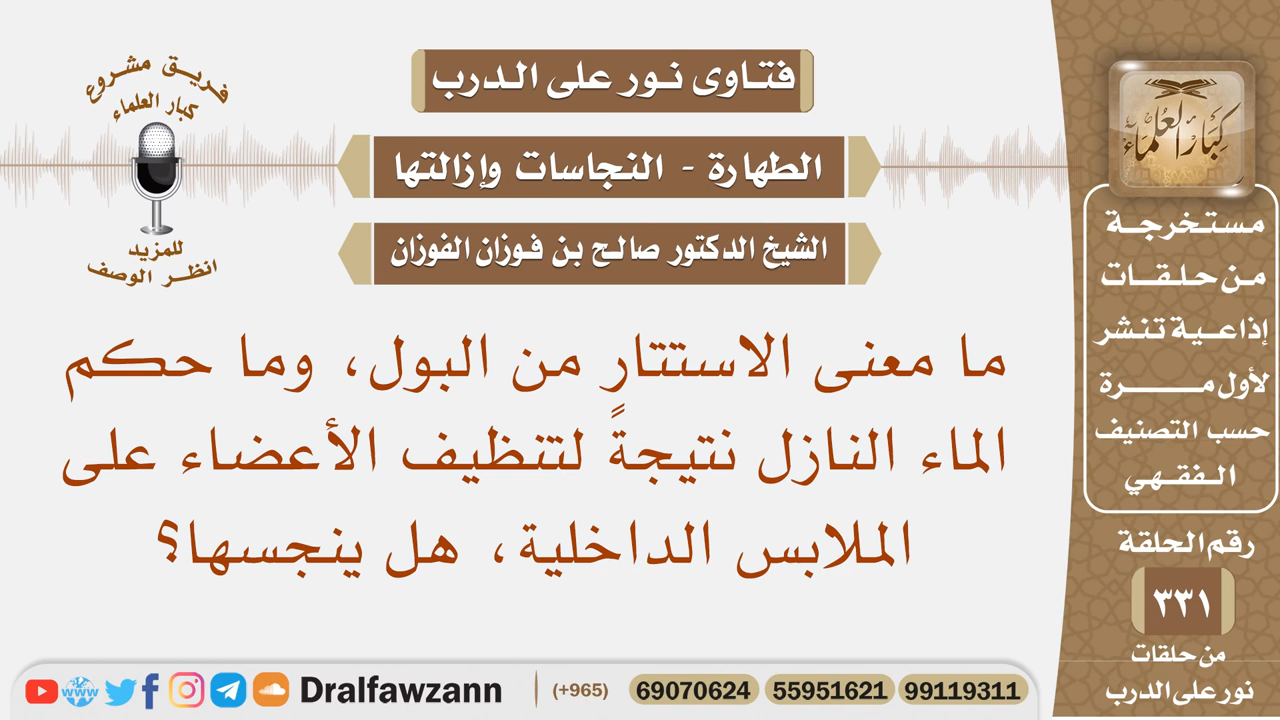 فتاوى نور على الدرب
الطهارة - النجاسات وإزالتها
الشيخ الدكتور صالح بن فوزان الفوزان
فريق مشروع
كبار العلماء
للمزيد
انظر الوصف
ما معنى الاستتارِ من البول، وما حكم
الماء النازل نتيجةً لتنظيف الأعضاء على
الملابس الداخلية، هل ينجسها؟
كبار العلماء
مستخرجة
من حلقات
إذاعية تنشر
لأول مرة
حسب التصنيف
الفقهي
رقم الحلقة
٣٣١
من حلقات
نور على الدرب
www Dralfawzann (+965) 69070624 55951621 99119311